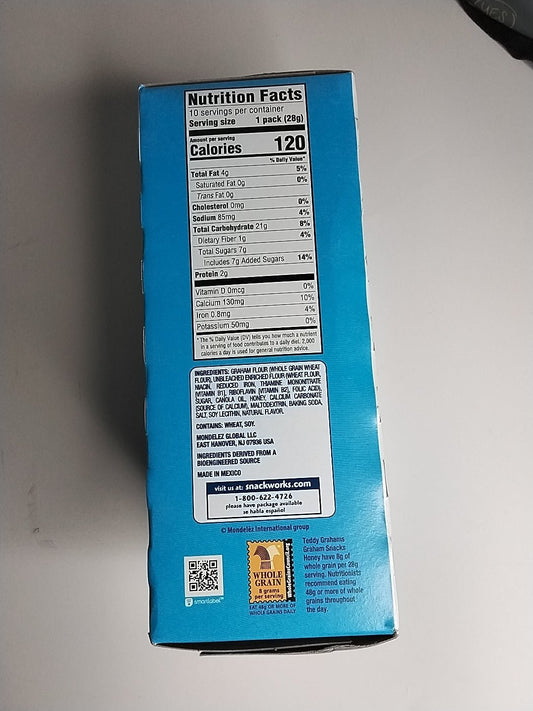 Nutrition Facts
10 servings per container
Serving size 1 pack (28g)
Amount per serving
Calories 120
% Daily Value*
Total Fat 4g 5%
Saturated Fat 0g 0%
Trans Fat 0g
Cholesterol 0mg 0%
Sodium 85mg 4%
Total Carbohydrate 21g 8%
Dietary Fiber 1g 4%
Total Sugars 7g
Includes 7g Added Sugars 14%
Protein 2g
Vitamin D 0mcg 0%
Calcium 130mg 10%
Iron 0.8mg 4%
Potassium 50mg 0%
*The % Daily Value (DV) tells you how much a nutrient
in a serving of food contributes to a daily diet. 2,000
calories a day is used for general nutrition advice.
INGREDIENTS: GRAHAM FLOUR (WHOLE GRAIN WHEAT
FLOUR), UNBLEACHED ENRICHED FLOUR (WHEAT FLOUR,
NIACIN, REDUCED IRON, THIAMINE MONONITRATE
[VITAMIN B1], RIBOFLAVIN [VITAMIN B2], FOLIC ACID),
SUGAR, CANOLA OIL, HONEY, CALCIUM CARBONATE
(SOURCE OF CALCIUM), MALTODEXTRIN, BAKING SODA,
SALT, SOY LECITHIN, NATURAL FLAVOR.
CONTAINS: WHEAT, SOY.
MONDELEZ GLOBAL LLC
EAST HANOVER, NJ 07936 USA
INGREDIENTS DERIVED FROM A
BIOENGINEERED SOURCE
MADE IN MEXICO
visit us at: snackworks.com
1-800-622-4726
please have package available
se habla español
© Mondelez International group
smartlabel
WHOLE
GRAIN
8 grams
per serving
EAT 48g OR MORE OF
WHOLE GRAINS DAILY
Teddy Grahams
Graham Snacks
Honey have 8g of
whole grain per 28g
serving. Nutritionists
recommend eating
48g or more of whole
grains throughout
the day.